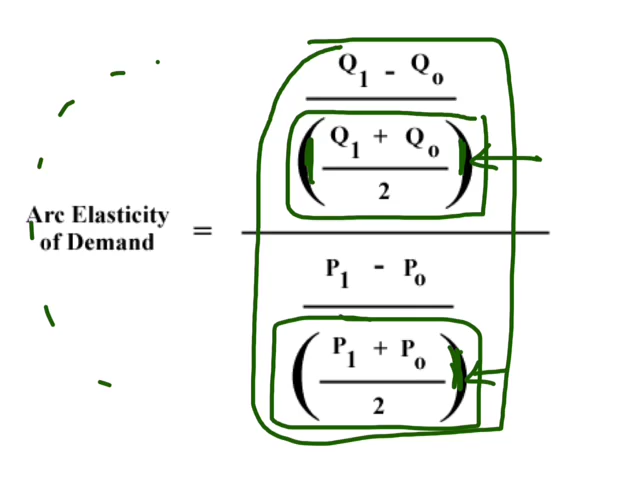 Q1 - Qo
(Q1 + Qo
2)
Arc Elasticity
of Demand =
P1 - Po
(P1 + Po
2)